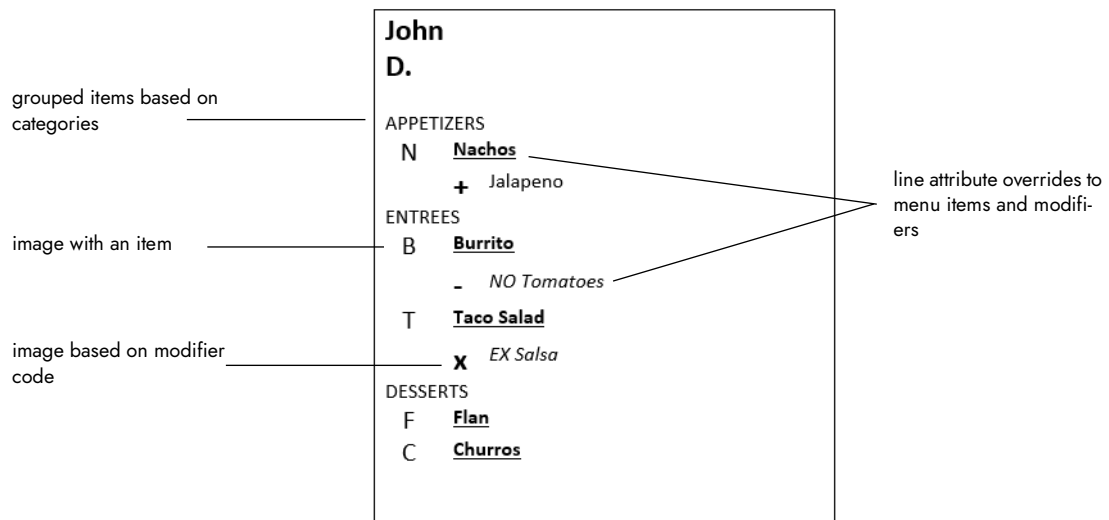 John
D.
grouped items based on
categories
APPETIZERS
N Nachos
+ Jalapeno
line attribute overrides to
menu items and modifi-
ers
ENTREES
image with an item
B Burrito
- NO Tomatoes
T Taco Salad
image based on modifier
code
x EX Salsa
DESSERTS
F Flan
C Churros